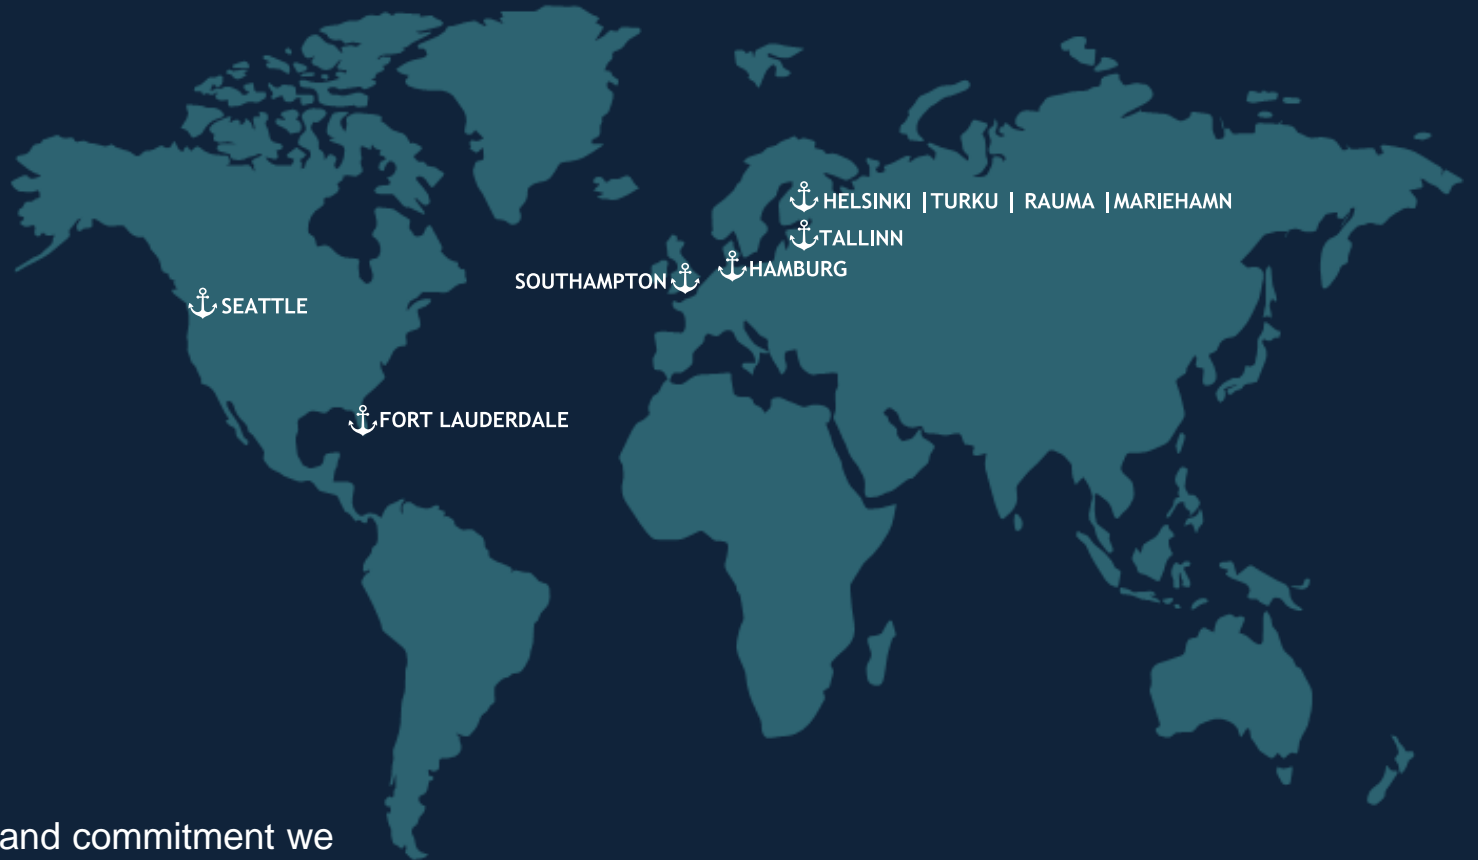 HELSINKI | TURKU | RAUMA | MARIEHAMN
TALLINN
HAMBURG
SOUTHAMPTON
SEATTLE
FORT LAUDERDALE
and commitment we